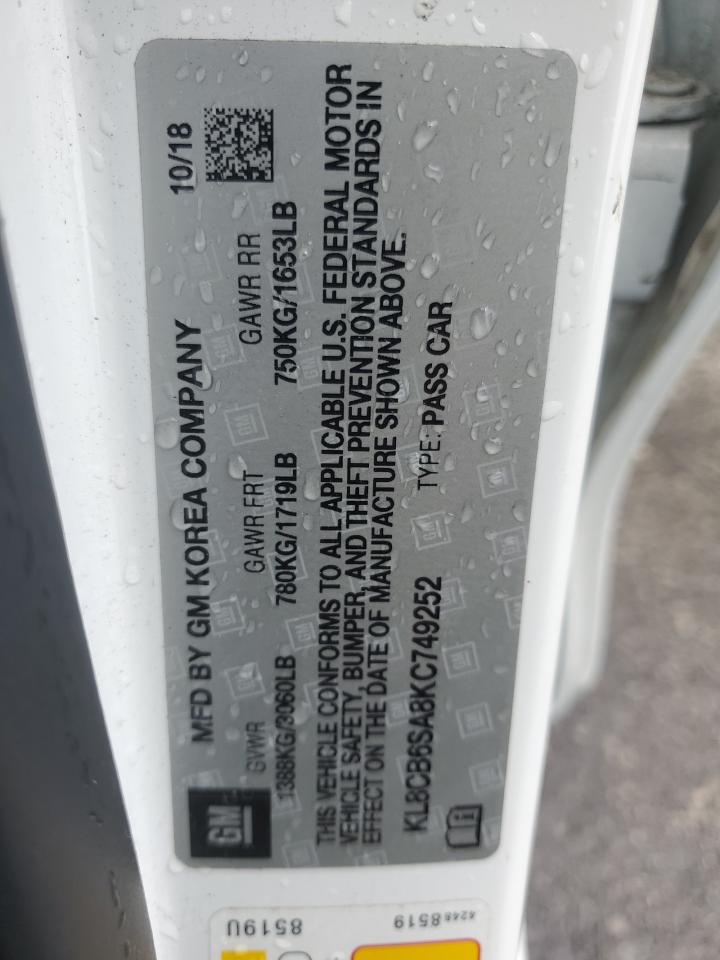 MFD BY GM KOREA COMPANY 10/18
GM
GVWR GAWR FRT GAWR RR
1388KG/3060LB 780KG/1719LB 750KG/1653LB
THIS VEHICLE CONFORMS TO ALL APPLICABLE U.S. FEDERAL MOTOR
VEHICLE SAFETY, BUMPER, AND THEFT PREVENTION STANDARDS IN
EFFECT ON THE DATE OF MANUFACTURE SHOWN ABOVE.
KL8CB6SA8KC749252 TYPE: PASS CAR
8519U
42468519